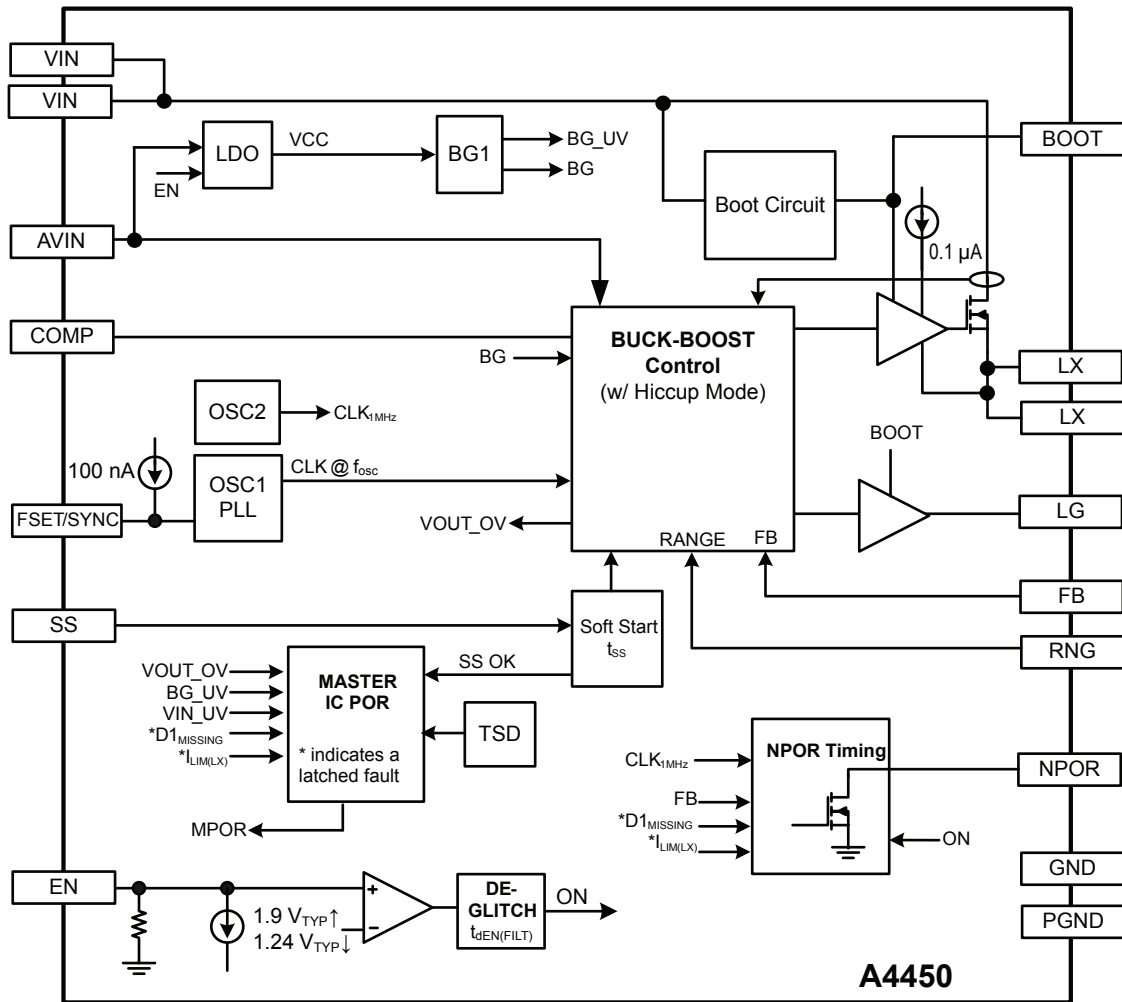 VIN
VIN
BOOT
LDO
VCC
BG1
BG_UV
BG
EN
Boot Circuit
0.1 µA
AVIN
COMP
BUCK-BOOST
Control
(w/ Hiccup Mode)
BG
LX
LX
OSC2
CLK1MHz
100 nA
OSC1
PLL
CLK @ fosc
BOOT
FSET/SYNC
VOUT_OV
RANGE
FB
LG
FB
SS
Soft Start
tSS
RNG
SS OK
VOUT_OV
BG_UV
VIN_UV
*D1MISSING
*ILIM(LX)
MASTER
IC POR
* indicates a
latched fault
TSD
MPOR
NPOR Timing
CLK1MHz
FB
*D1MISSING
*ILIM(LX)
ON
NPOR
EN
1.9 VTYP↑
1.24 VTYP↓
+
−
DE-
GLITCH
tdEN(FILT)
ON
GND
PGND
A4450